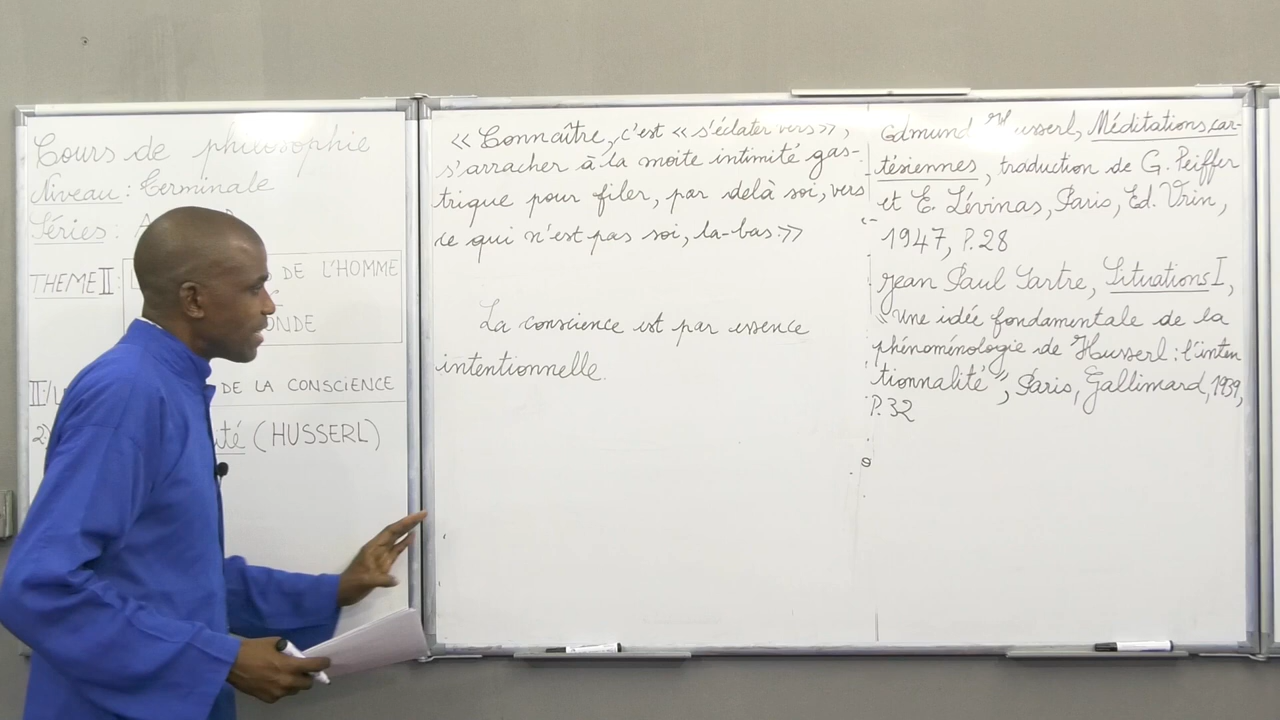 Cours de philosophie
Niveau : Terminale
Séries : A
THEME II : DE L'HOMME
ONDE
II-/ DE LA CONSCIENCE
2) ité (HUSSERL)
« Connaître, c'est « s'éclater vers »,
s'arracher à la moite intimité gas-
trique pour filer, par delà soi, vers
ce qui n'est pas soi, la-bas.»
La conscience est par essence
intentionnelle.
Edmund Husserl, Méditations car-
tésiennes, traduction de G. Peiffer
et E. Lévinas, Paris, Ed. Vrin,
1947, P.28
Jean Paul Sartre, Situations I,
"Une idée fondamentale de la
phénoménologie de Husserl : l'inten
tionnalité", Paris, Gallimard, 1939,
P.32